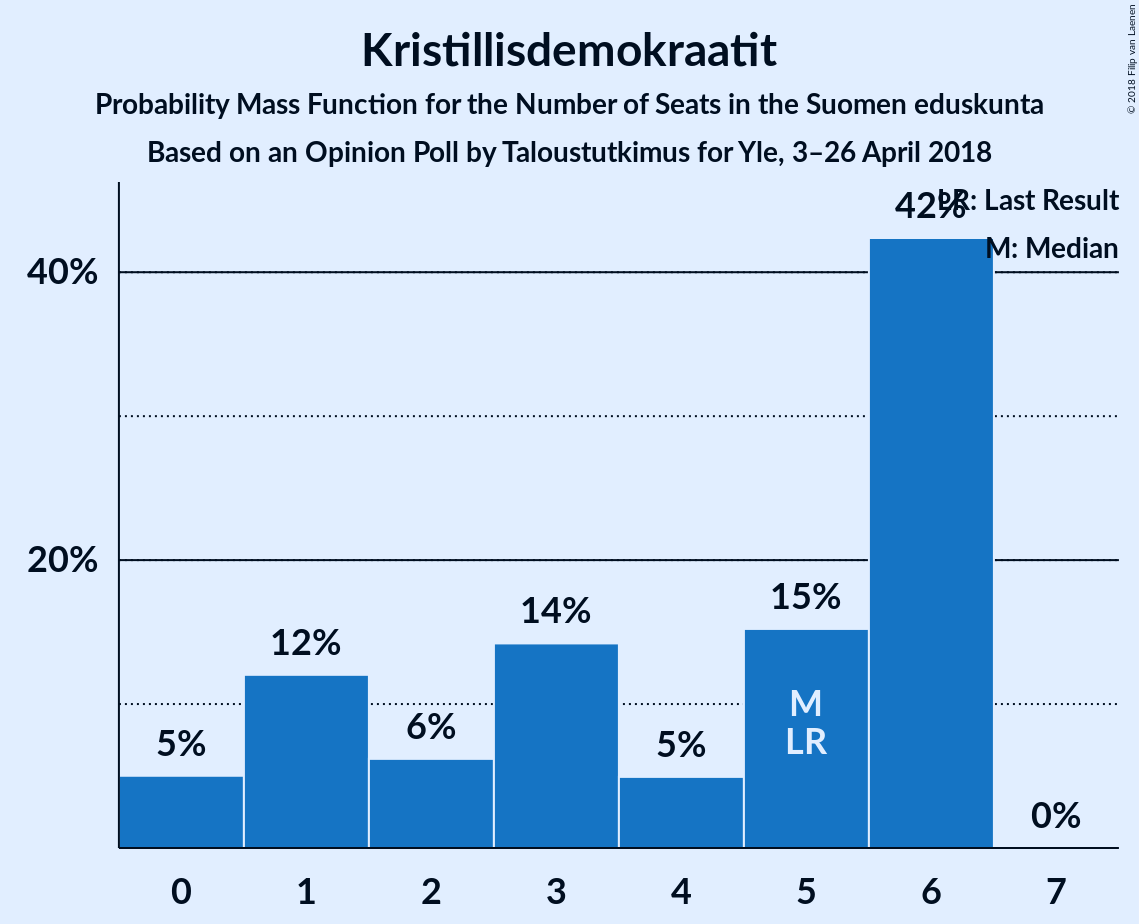 Kristillisdemokraatit
Probability Mass Function for the Number of Seats in the Suomen eduskunta
Based on an Opinion Poll by Taloustutkimus for Yle, 3–26 April 2018
© 2018 Filip van Laenen
LR: Last Result
M: Median
40%
20%
5%
12%
6%
14%
5%
15%
42%
0%
M
LR
0 1 2 3 4 5 6 7